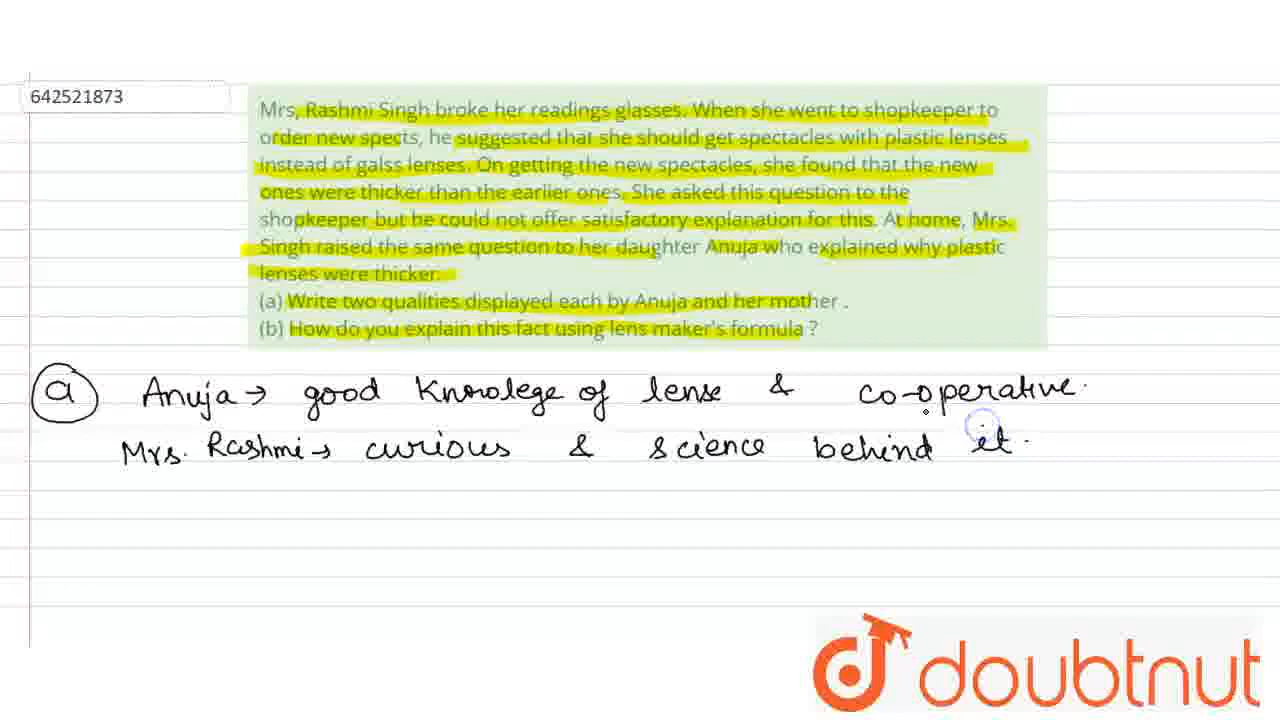 642521873
Mrs, Rashmi Singh broke her readings glasses. When she went to shopkeeper to
order new spects, he suggested that she should get spectacles with plastic lenses
instead of galss lenses. On getting the new spectacles, she found that the new
ones were thicker than the earlier ones. She asked this question to the
shopkeeper but he could not offer satisfactory explanation for this. At home, Mrs.
Singh raised the same question to her daughter Anuja who explained why plastic
lenses were thicker.
(a) Write two qualities displayed each by Anuja and her mother .
(b) How do you explain this fact using lens maker's formula ?
a Anuja → good Knowlege of lense & co-operative.
Mrs. Rashmi → curious & science behind it.
doubtnut